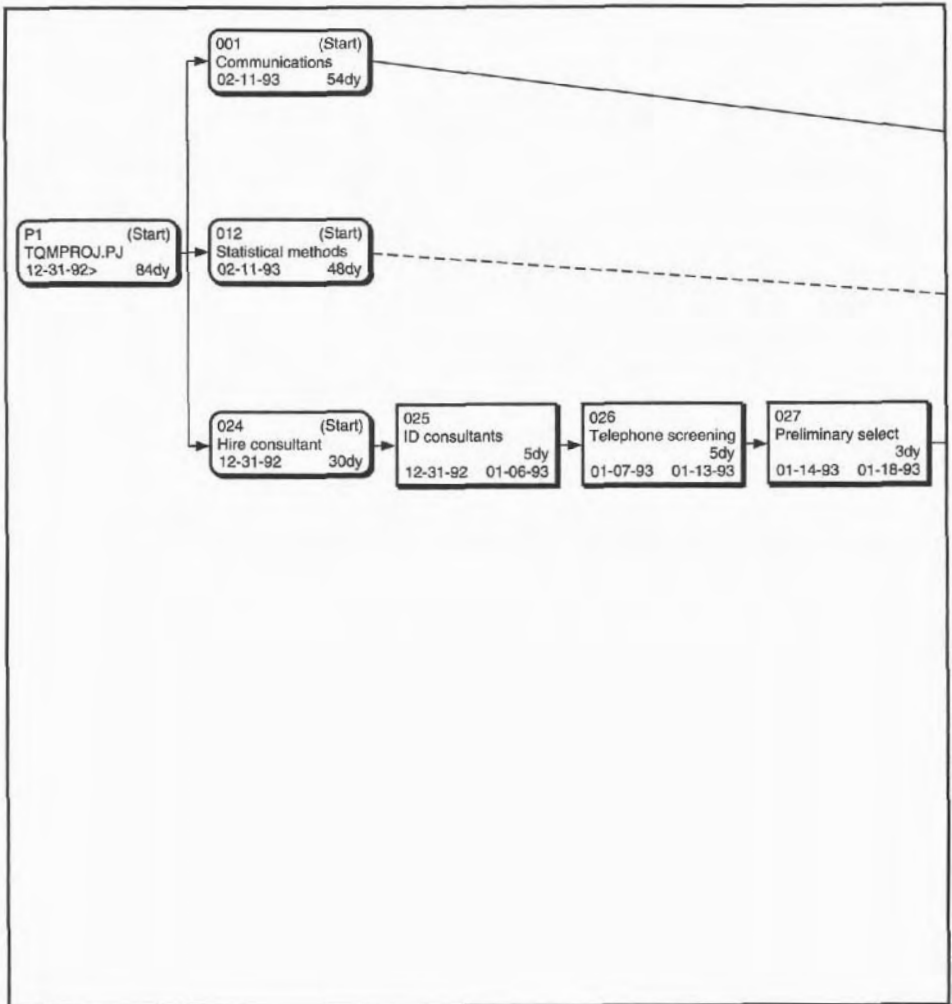 001 (Start)
Communications
02-11-93 54dy
P1 (Start)
TQMPROJ.PJ
12-31-92> 84dy
012 (Start)
Statistical methods
02-11-93 48dy
024 (Start)
Hire consultant
12-31-92 30dy
025
ID consultants
5dy
12-31-92 01-06-93
026
Telephone screening
5dy
01-07-93 01-13-93
027
Preliminary select
3dy
01-14-93 01-18-93